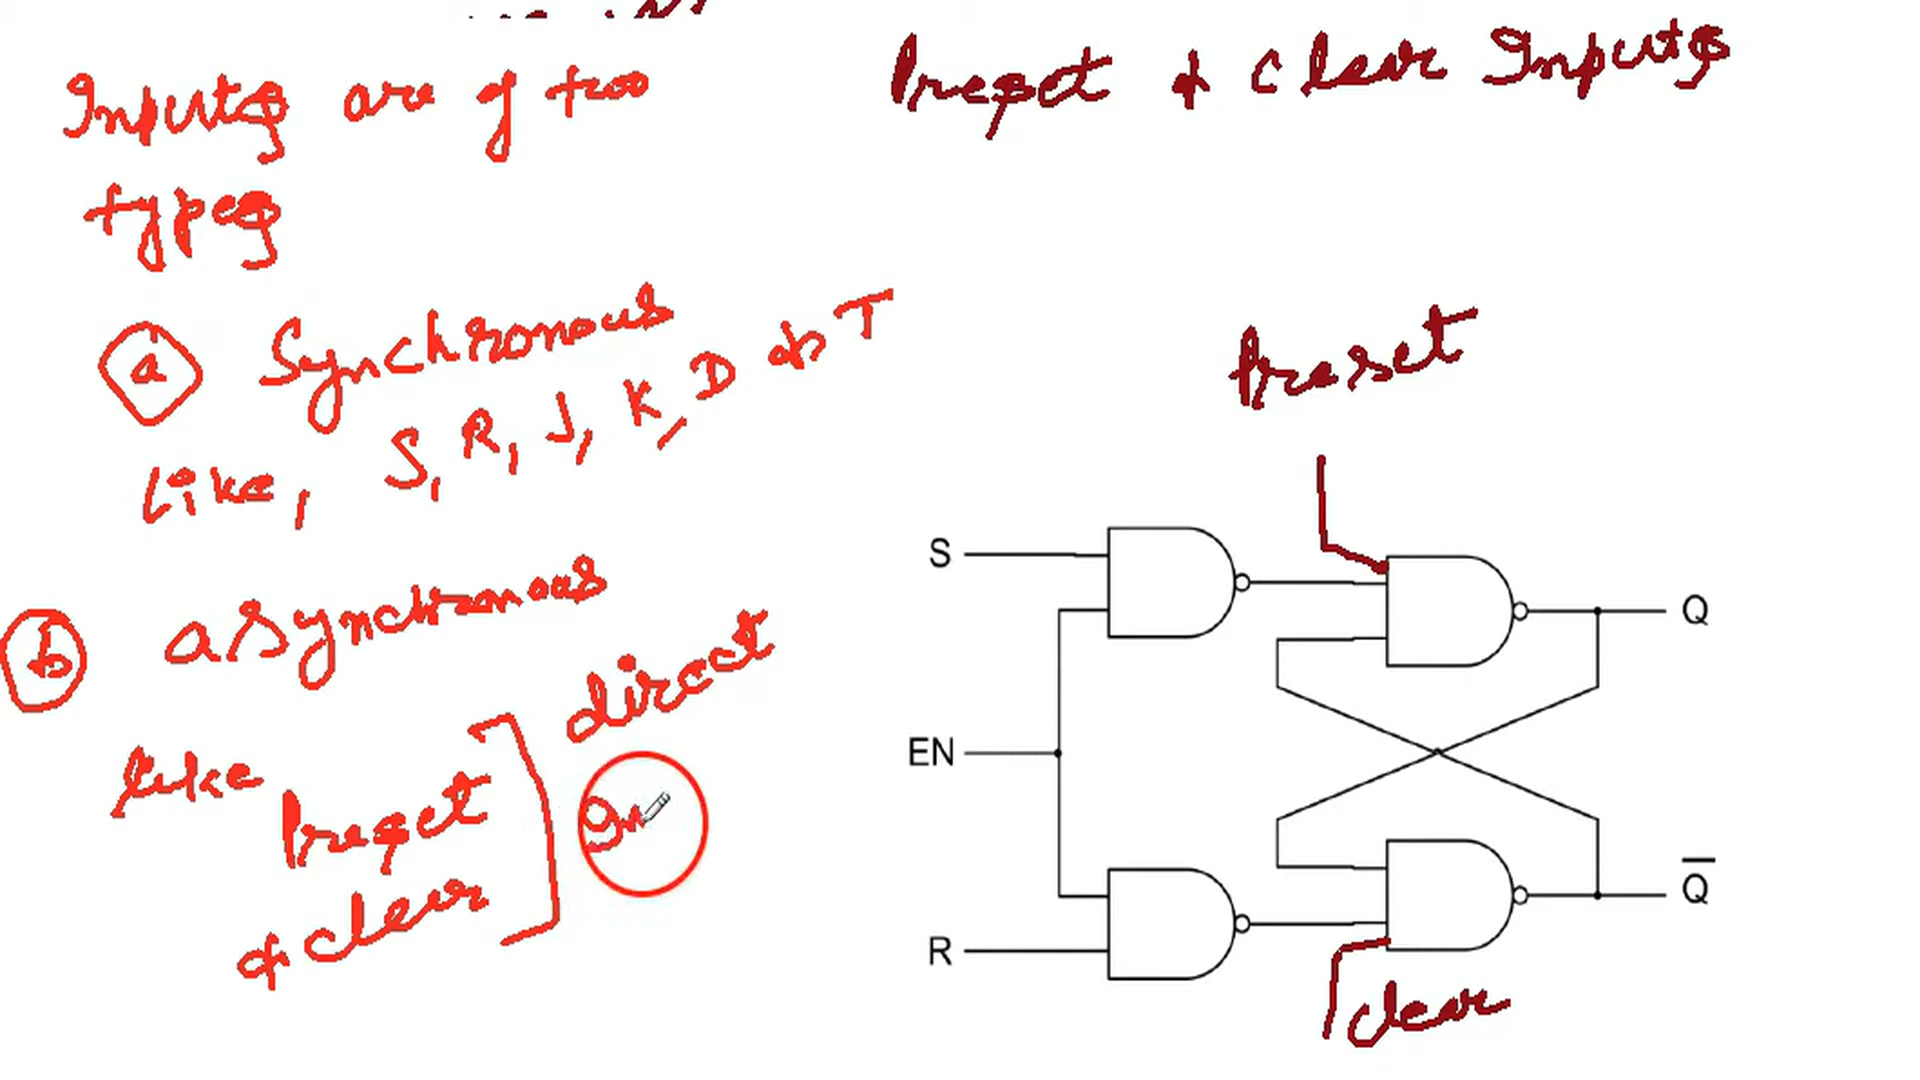 Preset & Clear Inputs
Inputs are of two
types
a Synchronous
Like, S, R, J, K, D or T
b asynchronous
like Preset
& clear
direct
In
Preset
S
Q
EN
Q̅
R
clear